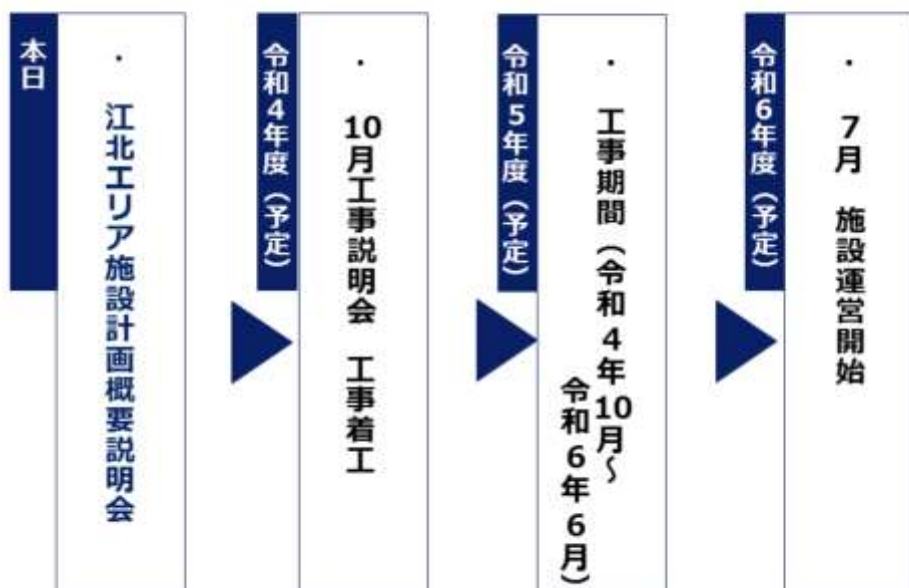 本日
・ 江北エリア施設計画概要説明会
令和4年度（予定）
・ 10月工事説明会 工事着工
令和5年度（予定）
・ 工事期間（令和4年10月～
令和6年6月）
令和6年度（予定）
・ 7月 施設運営開始